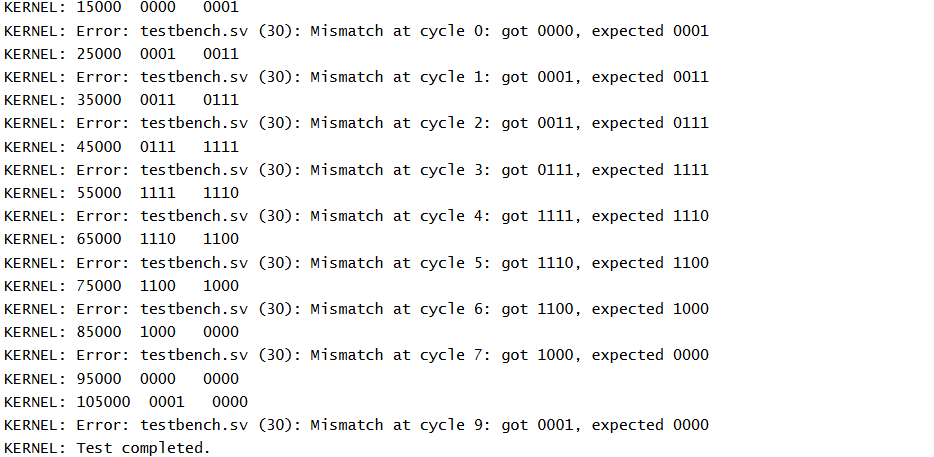 KERNEL: 15000  0000   0001
KERNEL: Error: testbench.sv (30): Mismatch at cycle 0: got 0000, expected 0001
KERNEL: 25000  0001   0011
KERNEL: Error: testbench.sv (30): Mismatch at cycle 1: got 0001, expected 0011
KERNEL: 35000  0011   0111
KERNEL: Error: testbench.sv (30): Mismatch at cycle 2: got 0011, expected 0111
KERNEL: 45000  0111   1111
KERNEL: Error: testbench.sv (30): Mismatch at cycle 3: got 0111, expected 1111
KERNEL: 55000  1111   1110
KERNEL: Error: testbench.sv (30): Mismatch at cycle 4: got 1111, expected 1110
KERNEL: 65000  1110   1100
KERNEL: Error: testbench.sv (30): Mismatch at cycle 5: got 1110, expected 1100
KERNEL: 75000  1100   1000
KERNEL: Error: testbench.sv (30): Mismatch at cycle 6: got 1100, expected 1000
KERNEL: 85000  1000   0000
KERNEL: Error: testbench.sv (30): Mismatch at cycle 7: got 1000, expected 0000
KERNEL: 95000  0000   0000
KERNEL: 105000  0001   0000
KERNEL: Error: testbench.sv (30): Mismatch at cycle 9: got 0001, expected 0000
KERNEL: Test completed.